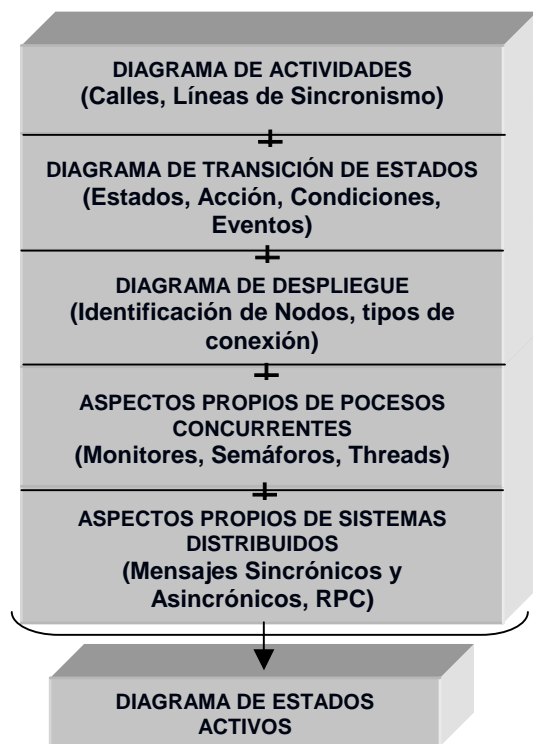 DIAGRAMA DE ACTIVIDADES
(Calles, Líneas de Sincronismo)
DIAGRAMA DE TRANSICIÓN DE ESTADOS
(Estados, Acción, Condiciones,
Eventos)
DIAGRAMA DE DESPLIEGUE
(Identificación de Nodos, tipos de
conexión)
ASPECTOS PROPIOS DE POCESOS
CONCURRENTES
(Monitores, Semáforos, Threads)
ASPECTOS PROPIOS DE SISTEMAS
DISTRIBUIDOS
(Mensajes Sincrónicos y
Asincrónicos, RPC)
DIAGRAMA DE ESTADOS
ACTIVOS